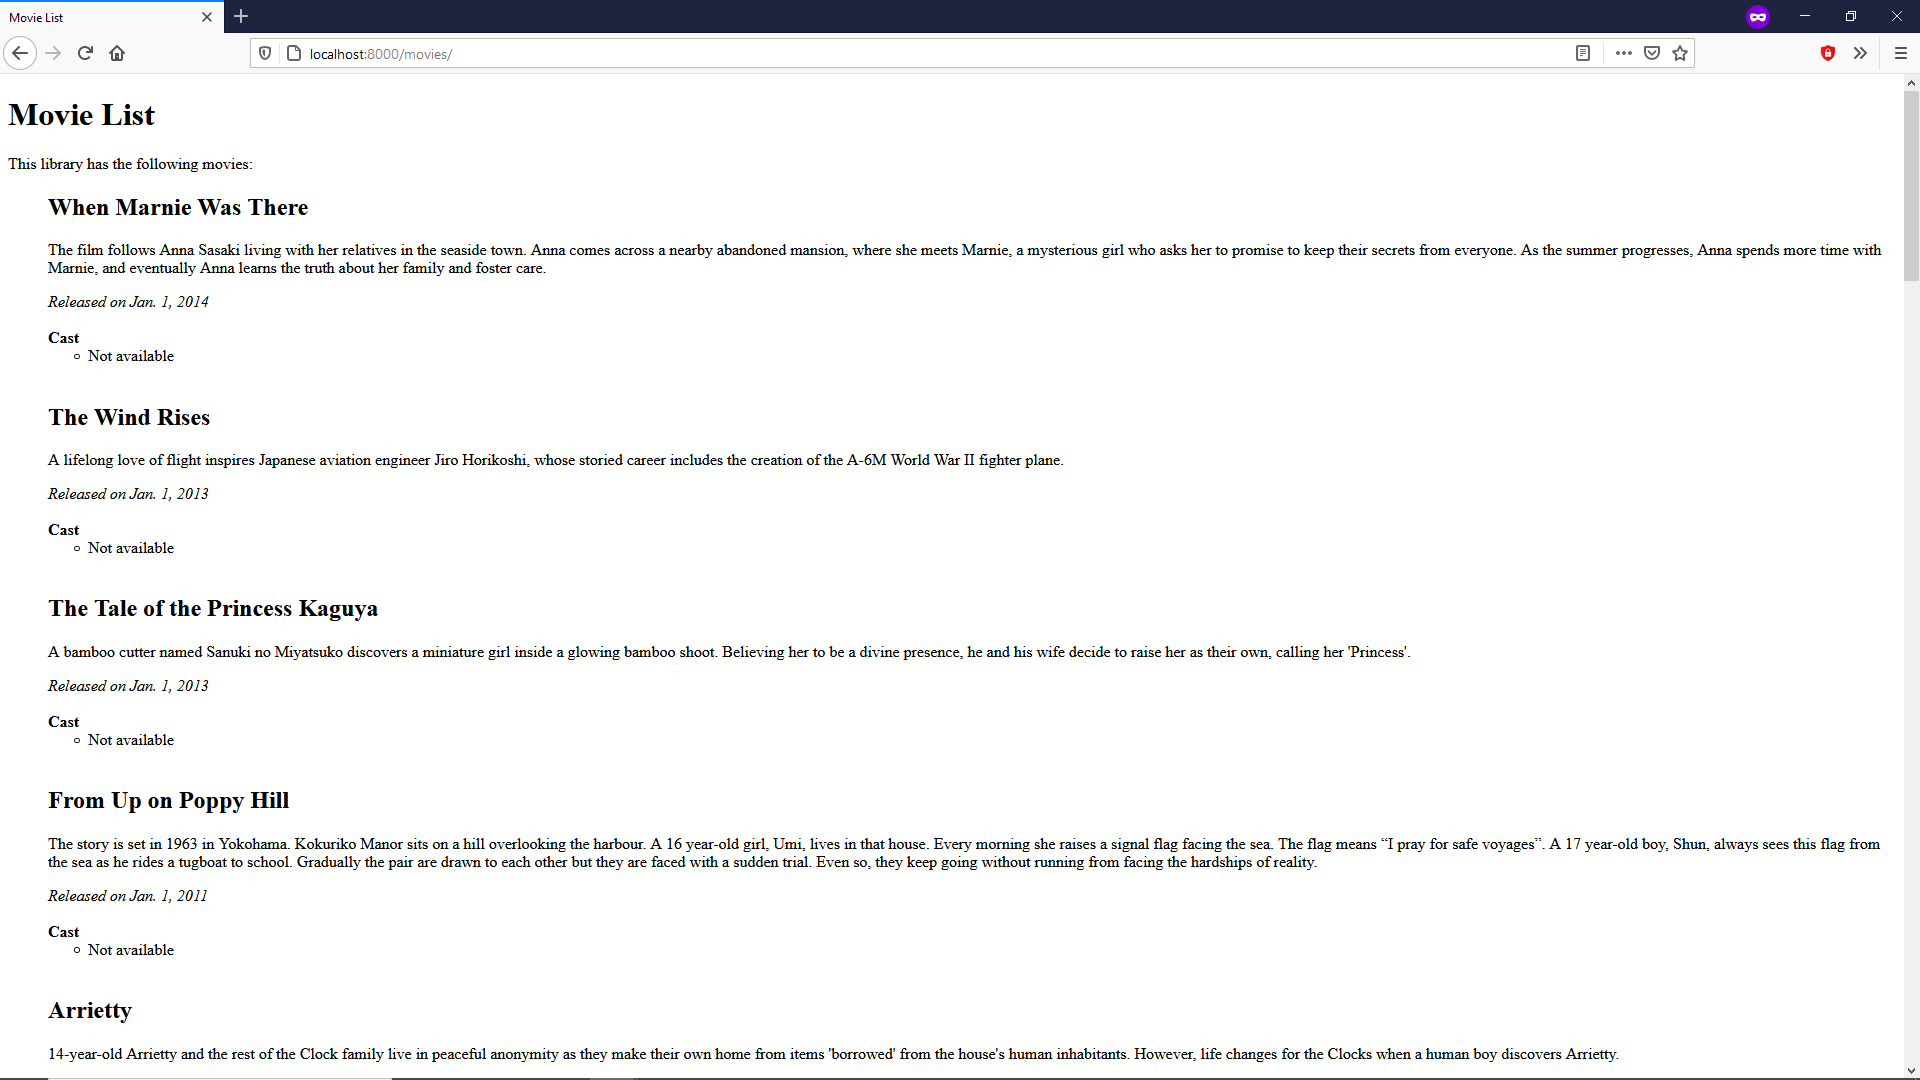 Movie List
localhost:8000/movies/
Movie List
This library has the following movies:
When Marnie Was There
The film follows Anna Sasaki living with her relatives in the seaside town. Anna comes across a nearby abandoned mansion, where she meets Marnie, a mysterious girl who asks her to promise to keep their secrets from everyone. As the summer progresses, Anna spends more time with
Marnie, and eventually Anna learns the truth about her family and foster care.
Released on Jan. 1, 2014
Cast
Not available
The Wind Rises
A lifelong love of flight inspires Japanese aviation engineer Jiro Horikoshi, whose storied career includes the creation of the A-6M World War II fighter plane.
Released on Jan. 1, 2013
Cast
Not available
The Tale of the Princess Kaguya
A bamboo cutter named Sanuki no Miyatsuko discovers a miniature girl inside a glowing bamboo shoot. Believing her to be a divine presence, he and his wife decide to raise her as their own, calling her 'Princess'.
Released on Jan. 1, 2013
Cast
Not available
From Up on Poppy Hill
The story is set in 1963 in Yokohama. Kokuriko Manor sits on a hill overlooking the harbour. A 16 year-old girl, Umi, lives in that house. Every morning she raises a signal flag facing the sea. The flag means “I pray for safe voyages”. A 17 year-old boy, Shun, always sees this flag from
the sea as he rides a tugboat to school. Gradually the pair are drawn to each other but they are faced with a sudden trial. Even so, they keep going without running from facing the hardships of reality.
Released on Jan. 1, 2011
Cast
Not available
Arrietty
14-year-old Arrietty and the rest of the Clock family live in peaceful anonymity as they make their own home from items 'borrowed' from the house's human inhabitants. However, life changes for the Clocks when a human boy discovers Arrietty.